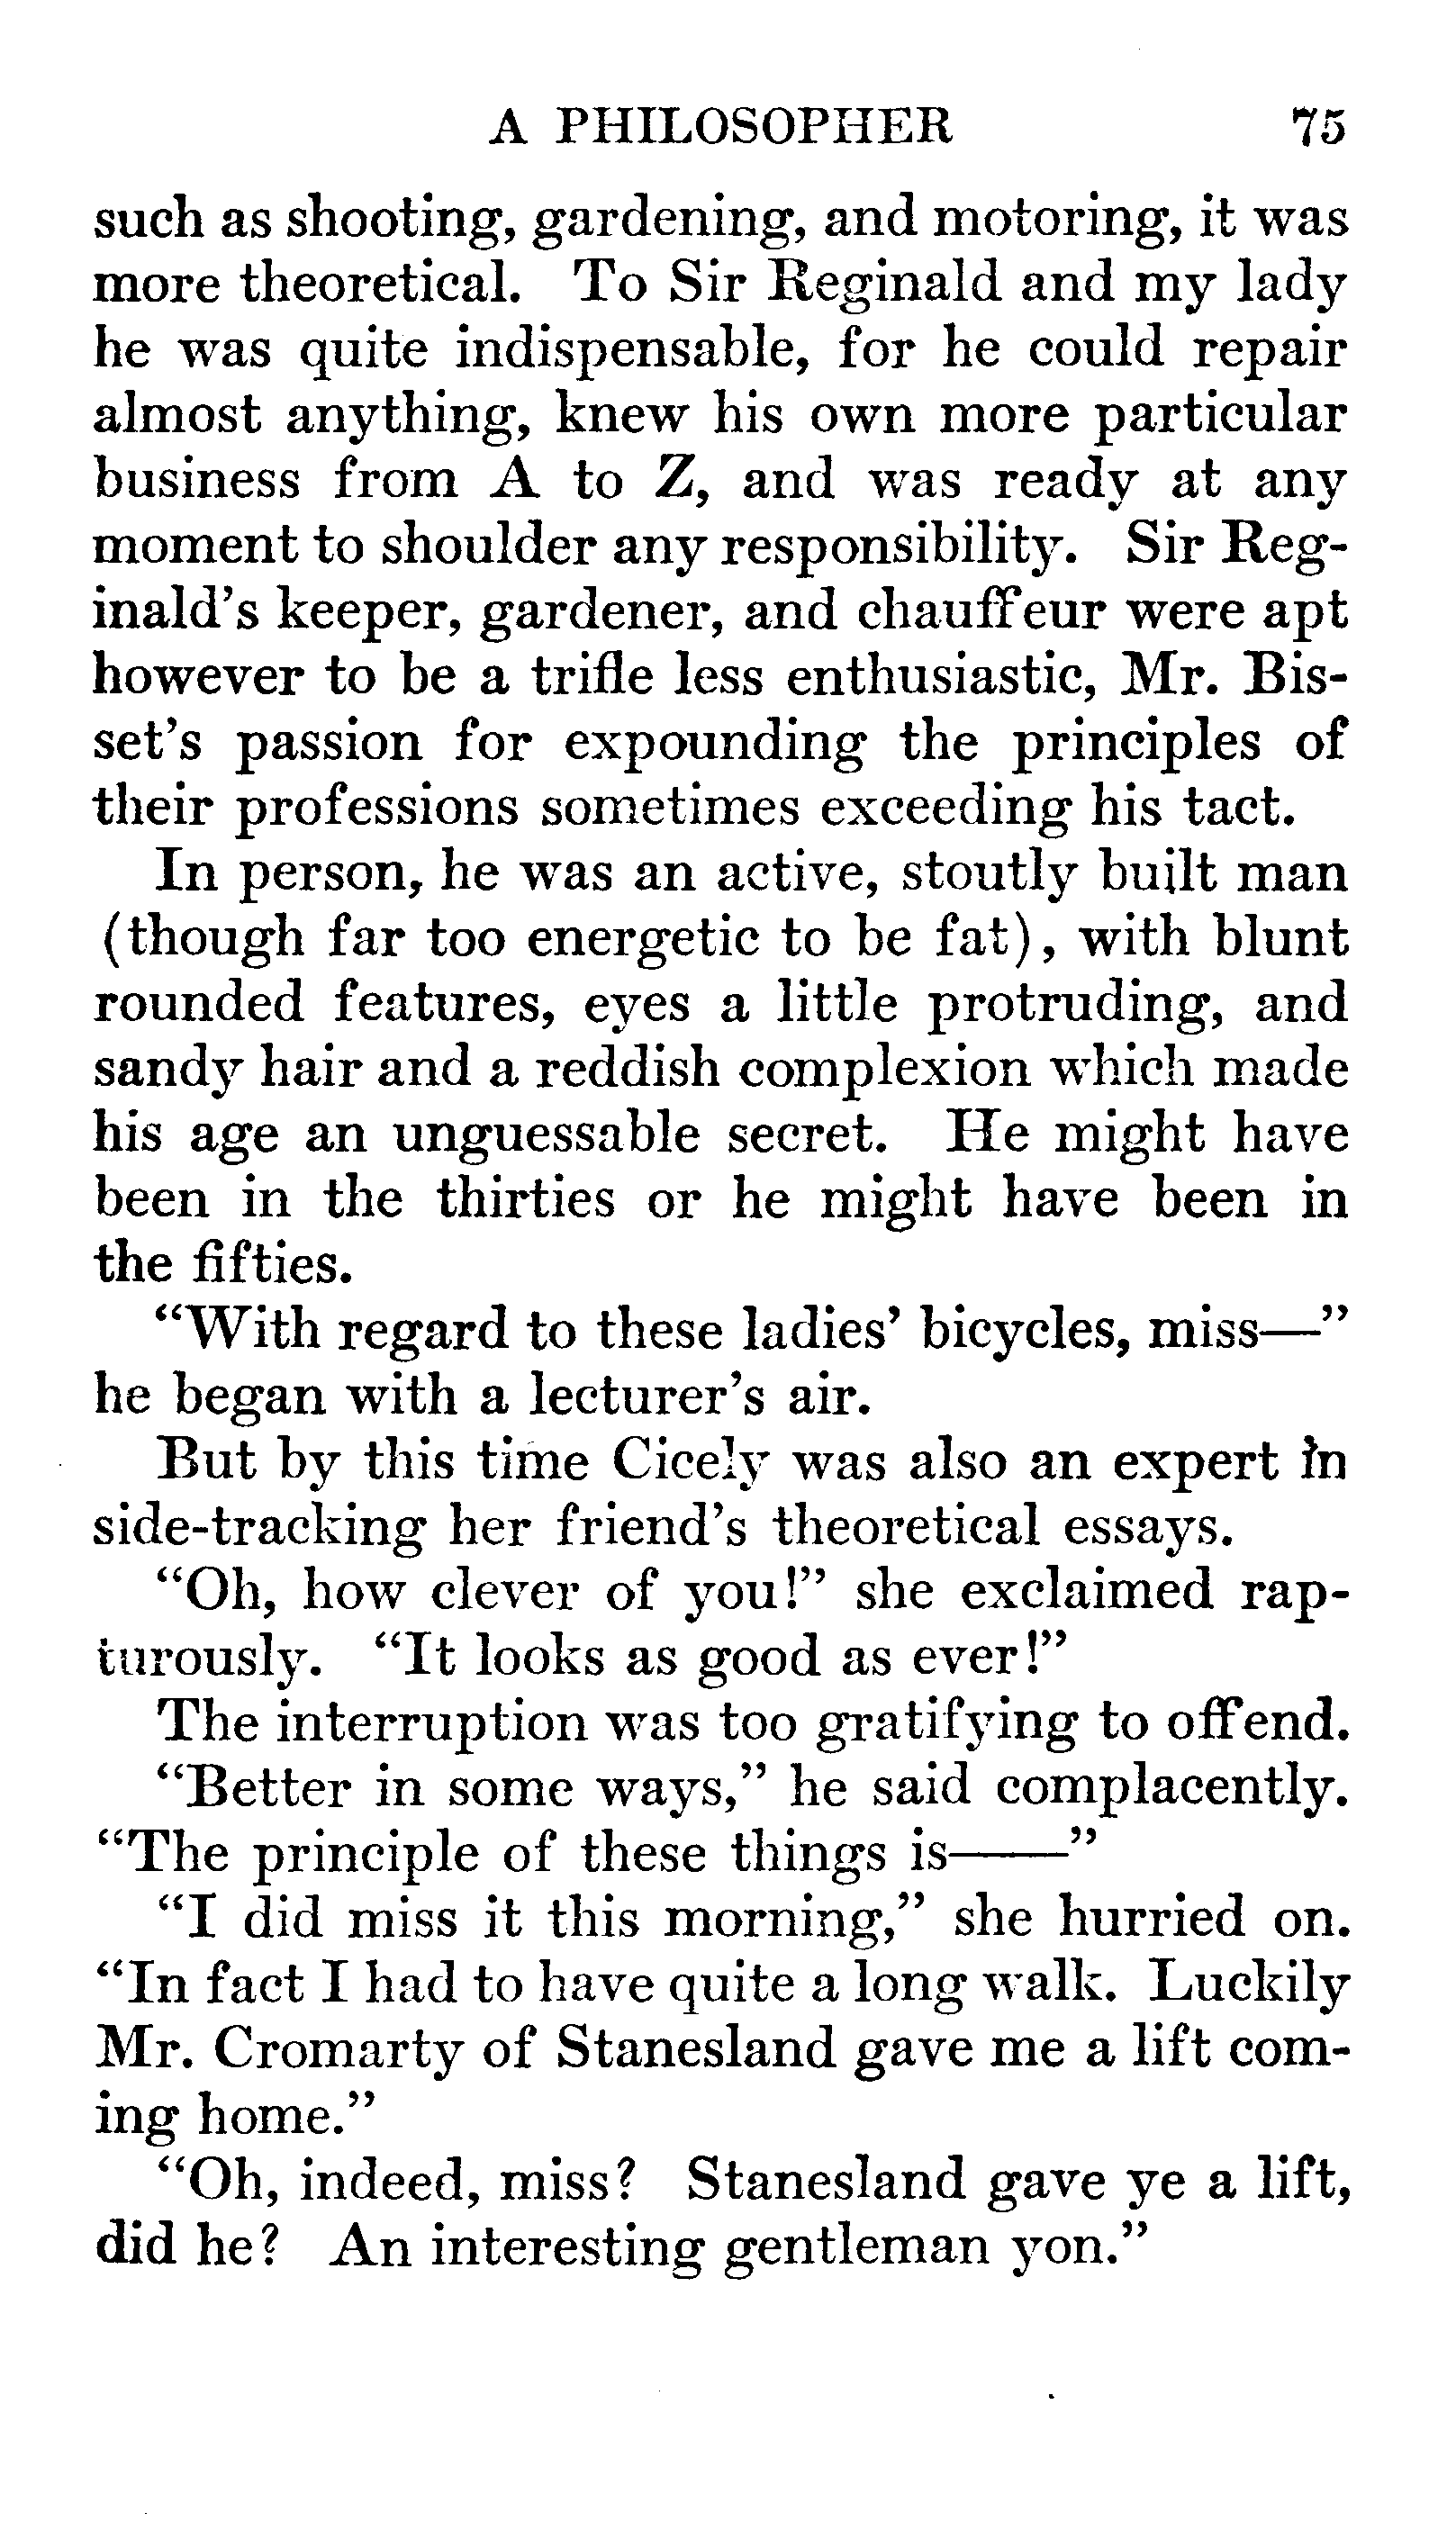 A PHILOSOPHER 75
such as shooting, gardening, and motoring, it was
more theoretical. To Sir Reginald and my lady
he was quite indispensable, for he could repair
almost anything, knew his own more particular
business from A to Z, and was ready at any
moment to shoulder any responsibility. Sir Reg-
inald's keeper, gardener, and chauffeur were apt
however to be a trifle less enthusiastic, Mr. Bis-
set's passion for expounding the principles of
their professions sometimes exceeding his tact.
In person, he was an active, stoutly built man
(though far too energetic to be fat), with blunt
rounded features, eyes a little protruding, and
sandy hair and a reddish complexion which made
his age an unguessable secret. He might have
been in the thirties or he might have been in
the fifties.
"With regard to these ladies' bicycles, miss—"
he began with a lecturer's air.
But by this time Cicely was also an expert in
side-tracking her friend's theoretical essays.
"Oh, how clever of you!" she exclaimed rap-
turously. "It looks as good as ever!"
The interruption was too gratifying to offend.
"Better in some ways," he said complacently.
"The principle of these things is——"
"I did miss it this morning," she hurried on.
"In fact I had to have quite a long walk. Luckily
Mr. Cromarty of Stanesland gave me a lift com-
ing home."
"Oh, indeed, miss? Stanesland gave ye a lift,
did he? An interesting gentleman yon."